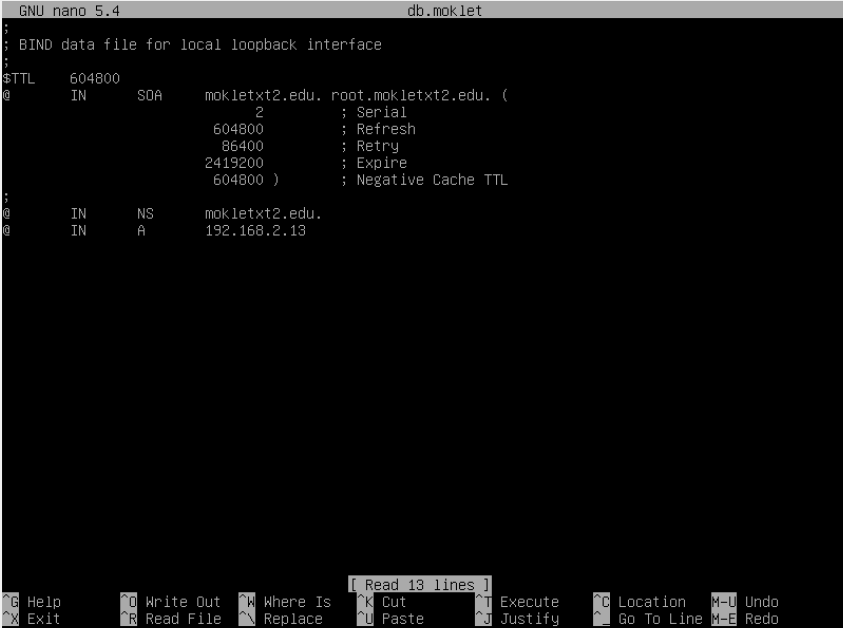 GNU nano 5.4 db.moklet
;
; BIND data file for local loopback interface
;
$TTL 604800
@ IN SOA mokletxt2.edu. root.mokletxt2.edu. (
2 ; Serial
604800 ; Refresh
86400 ; Retry
2419200 ; Expire
604800 ) ; Negative Cache TTL
;
@ IN NS mokletxt2.edu.
@ IN A 192.168.2.13
[ Read 13 lines ]
^G Help ^O Write Out ^W Where Is ^K Cut ^T Execute ^C Location M-U Undo
^X Exit ^R Read File ^\ Replace ^U Paste ^J Justify ^_ Go To Line M-E Redo